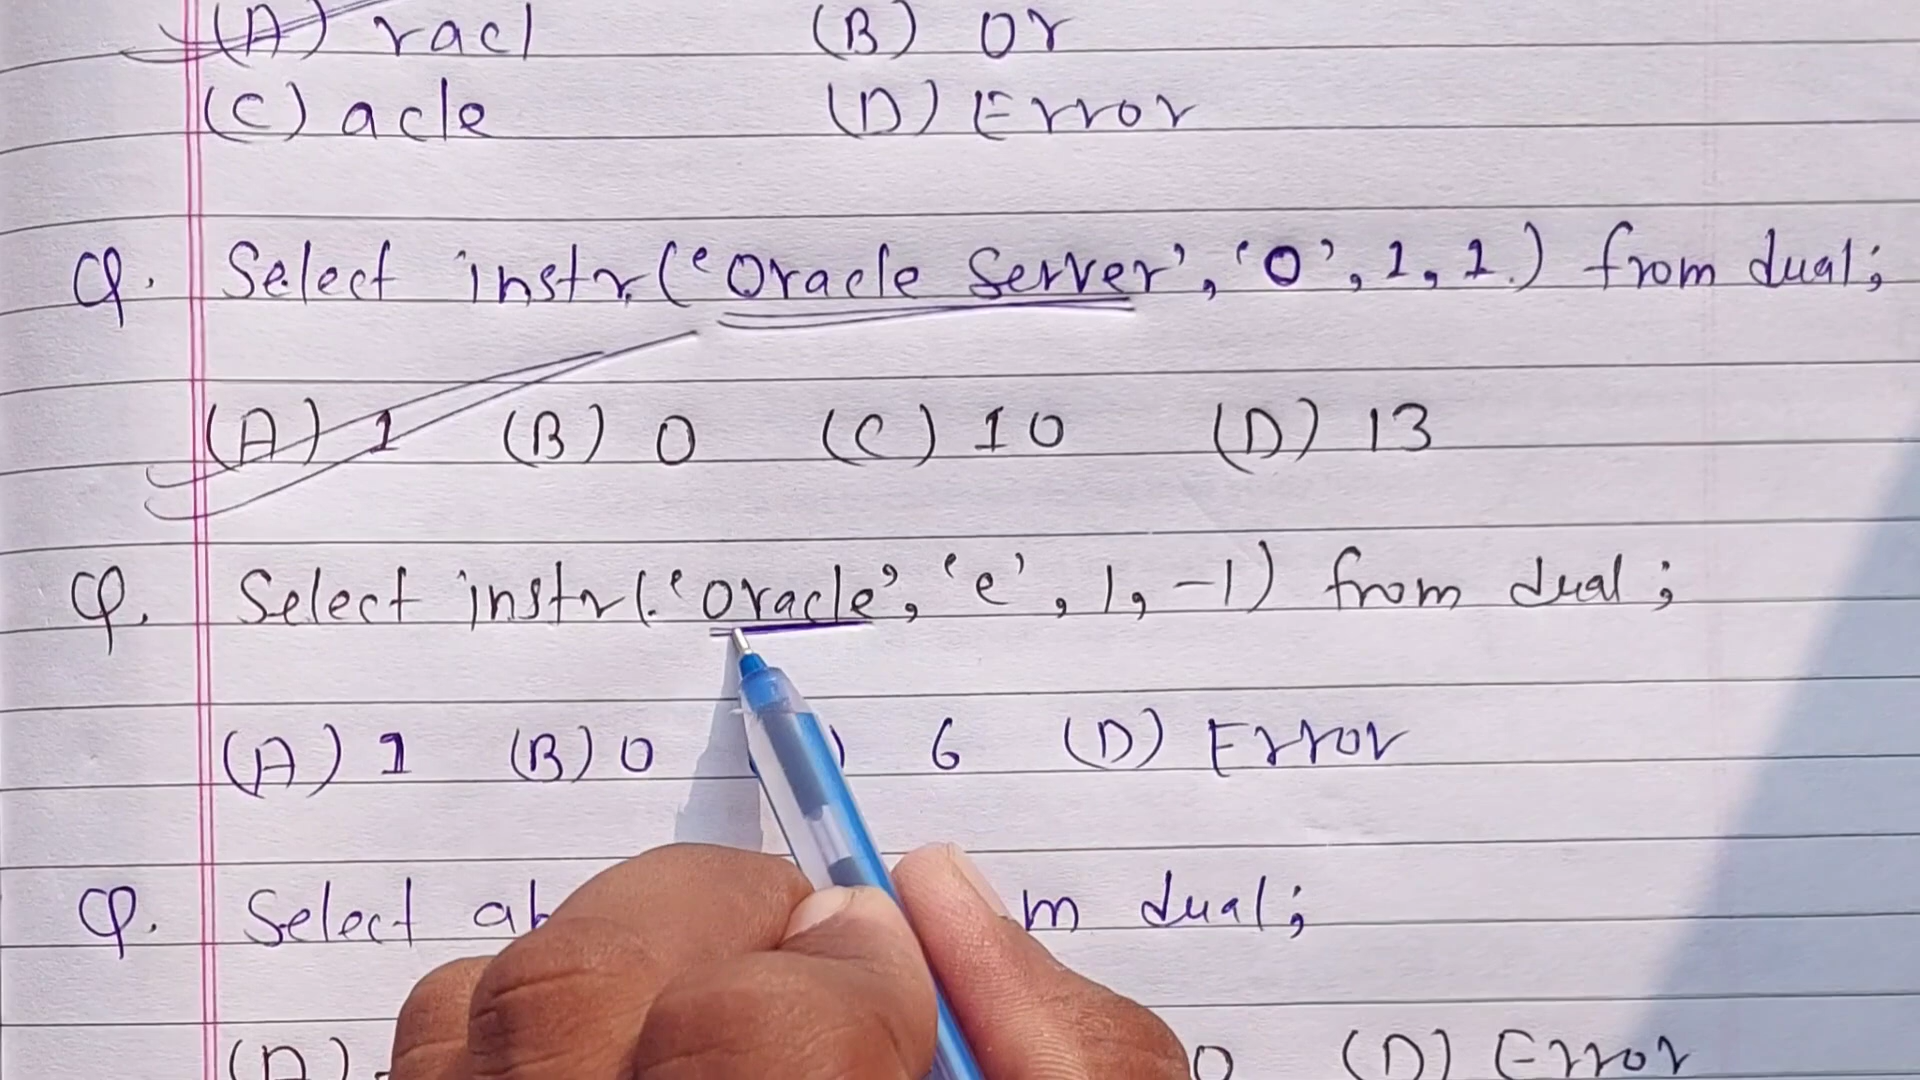 (A) racl (B) or
(C) acle (D) Error
Q. Select instr('Oracle Server', 'O', 1, 1) from dual;
(A) 1 (B) 0 (C) 10 (D) 13
Q. Select instr('oracle', 'e', 1, -1) from dual;
(A) 1 (B) 0 6 (D) Error
Q. Select dual;
(D) Error